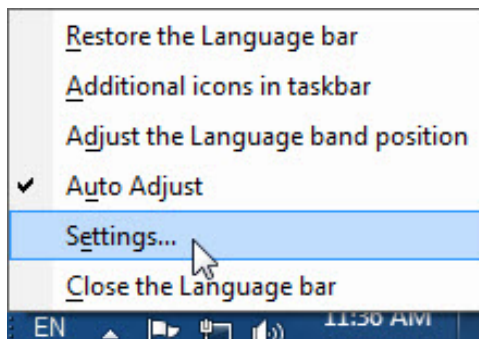 Restore the Language bar
Additional icons in taskbar
Adjust the Language band position
Auto Adjust
Settings...
Close the Language bar
EN 11:36 AM